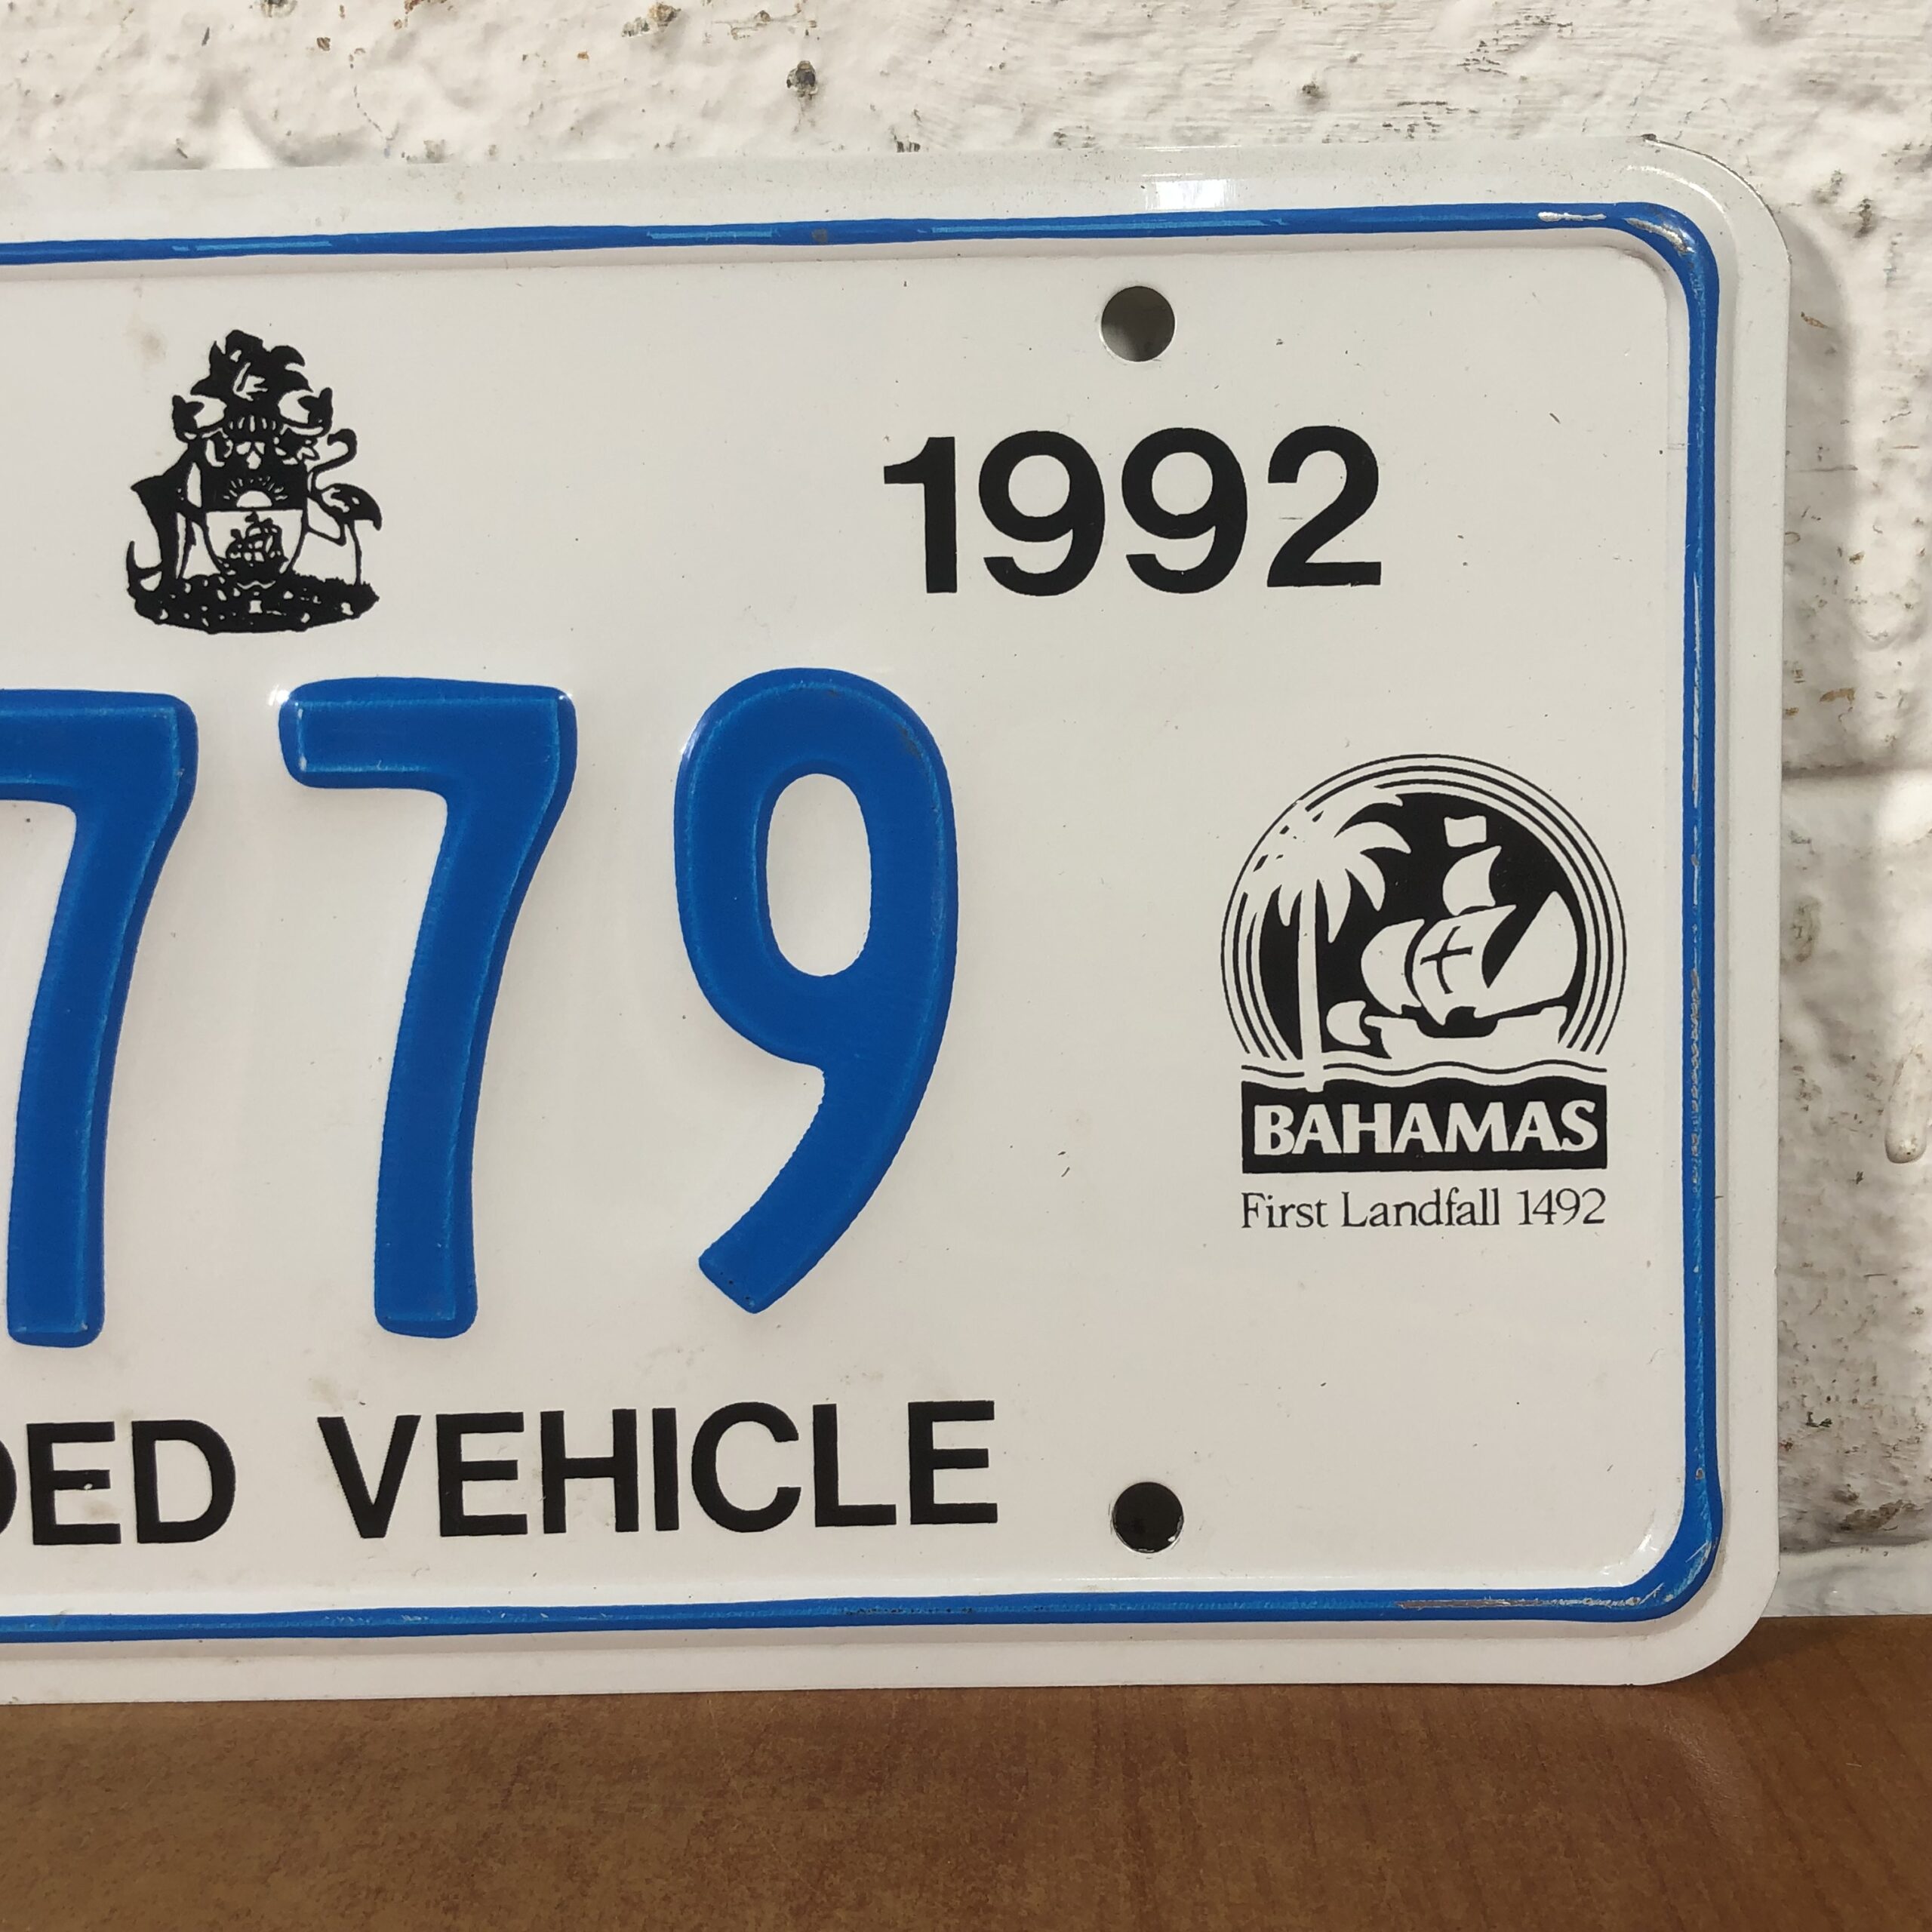 1992
779
BAHAMAS
First Landfall 1492
DED VEHICLE